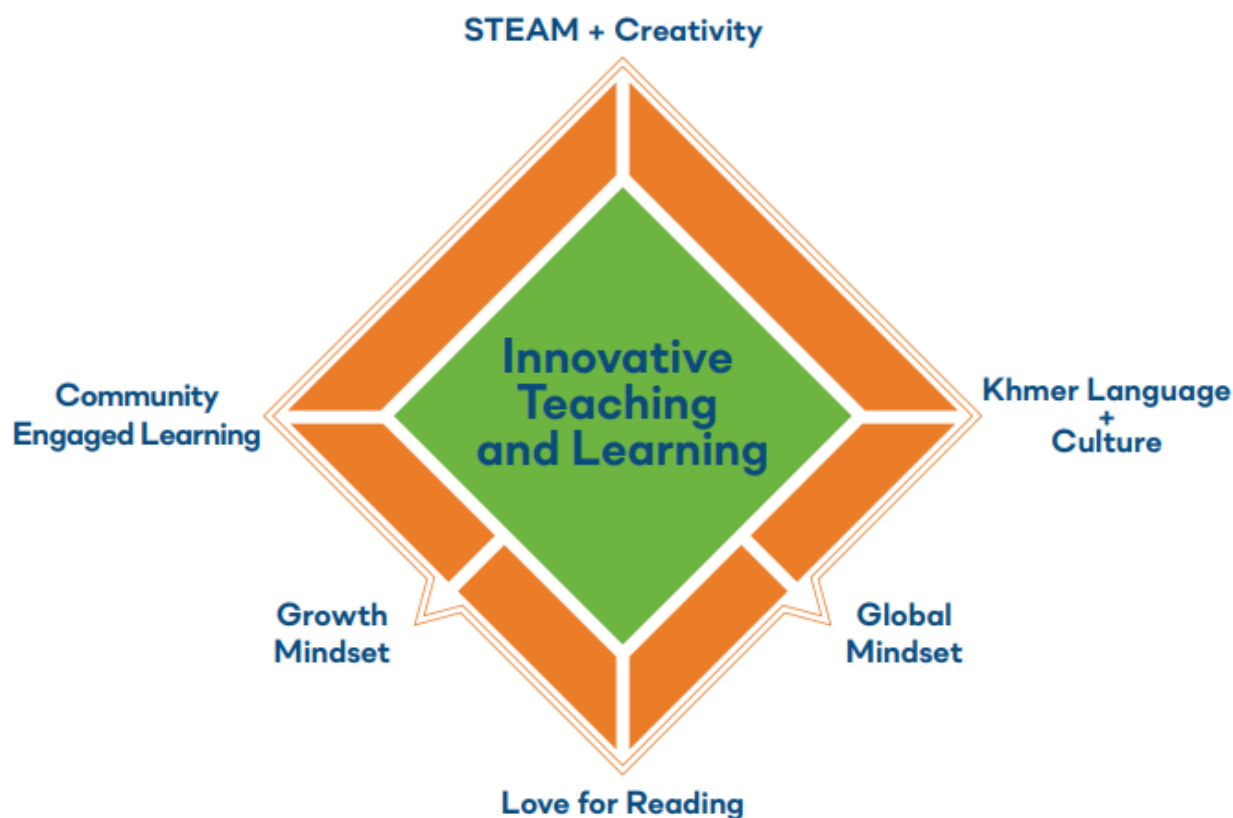 STEAM + Creativity
Innovative
Teaching
and Learning
Community
Engaged Learning
Khmer Language
+
Culture
Growth
Mindset
Global
Mindset
Love for Reading